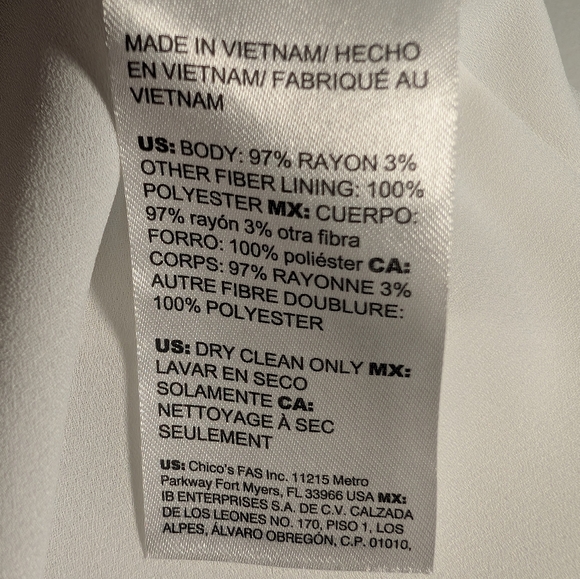 MADE IN VIETNAM/ HECHO
EN VIETNAM/ FABRIQUÉ AU
VIETNAM
US: BODY: 97% RAYON 3%
OTHER FIBER LINING: 100%
POLYESTER MX: CUERPO:
97% rayón 3% otra fibra
FORRO: 100% poliéster CA:
CORPS: 97% RAYONNE 3%
AUTRE FIBRE DOUBLURE:
100% POLYESTER
US: DRY CLEAN ONLY MX:
LAVAR EN SECO
SOLAMENTE CA:
NETTOYAGE À SEC
SEULEMENT
US: Chico's FAS Inc. 11215 Metro
Parkway Fort Myers, FL 33966 USA MX:
IB ENTERPRISES S.A. DE C.V. CALZADA
DE LOS LEONES NO. 170, PISO 1, LOS
ALPES, ÁLVARO OBREGÓN, C.P. 01010,